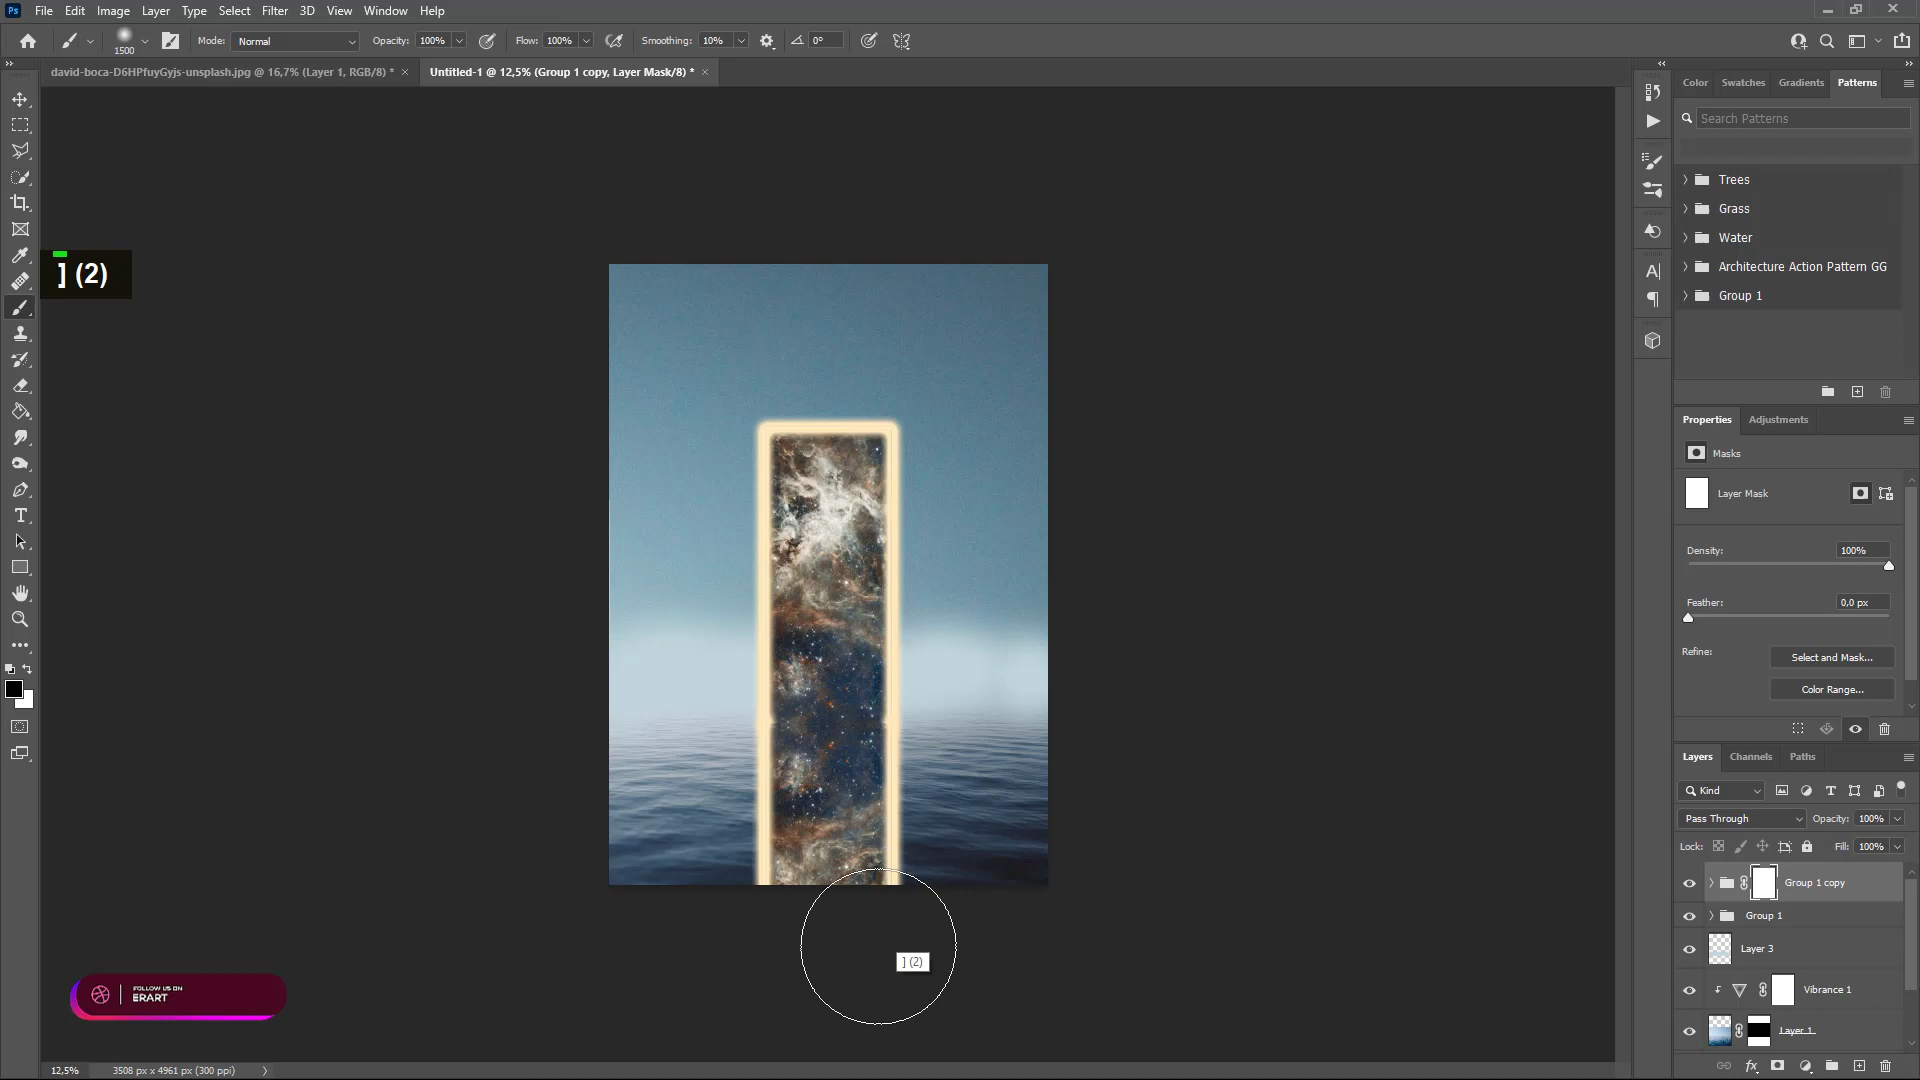 Ps File Edit Image Layer Type Select Filter 3D View Window Help
1500 Mode: Normal Opacity: 100% Flow: 100% Smoothing: 10% 0°
david-boca-D6HPfuyGyjs-unsplash.jpg @ 16,7% (Layer 1, RGB/8) * ×
Untitled-1 @ 12,5% (Group 1 copy, Layer Mask/8) * ×
] (2)
] (2)
FOLLOW US ON
ERART
12,5% 3508 px x 4961 px (300 ppi)
Color Swatches Gradients Patterns
Search Patterns
Trees
Grass
Water
Architecture Action Pattern GG
Group 1
Properties Adjustments
Masks
Layer Mask
Density: 100%
Feather: 0,0 px
Refine: Select and Mask...
Color Range...
Layers Channels Paths
Kind
Pass Through Opacity: 100%
Lock: Fill: 100%
Group 1 copy
Group 1
Layer 3
Vibrance 1
Layer 1